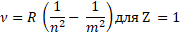 ν = R (1/n² − 1/m²) для Z = 1